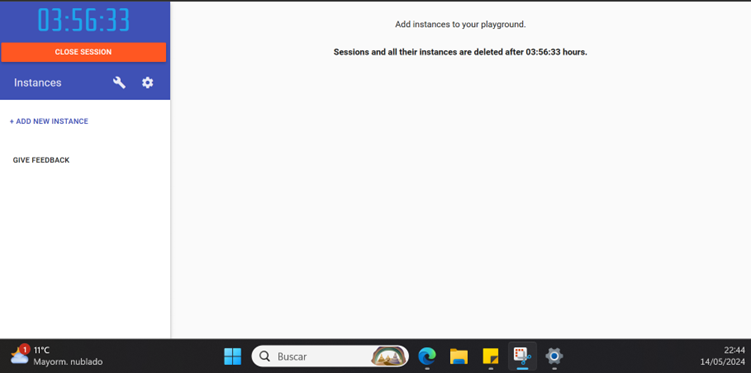 03:56:33
CLOSE SESSION
Instances
+ ADD NEW INSTANCE
GIVE FEEDBACK
Add instances to your playground.
Sessions and all their instances are deleted after 03:56:33 hours.
1
11°C
Mayorm. nublado
Buscar
22:44
14/05/2024